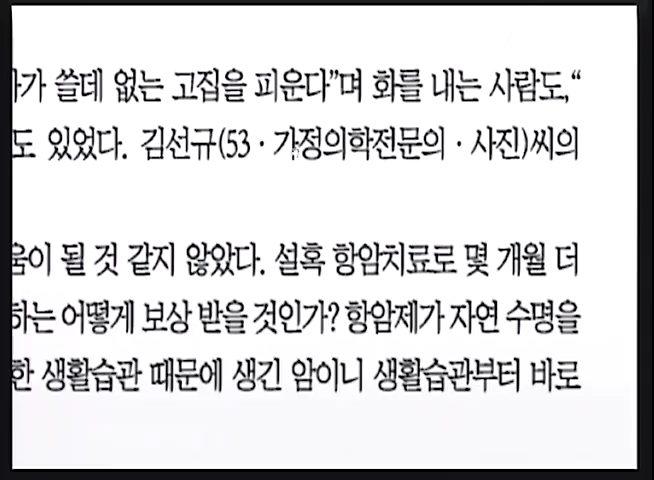 가 쓸데 없는 고집을 피운다”며 화를 내는 사람도,“
도 있었다. 김선규(53 · 가정의학전문의 · 사진)씨의
움이 될 것 같지 않았다. 설혹 항암치료로 몇 개월 더
하는 어떻게 보상 받을 것인가? 항암제가 자연 수명을
한 생활습관 때문에 생긴 암이니 생활습관부터 바로